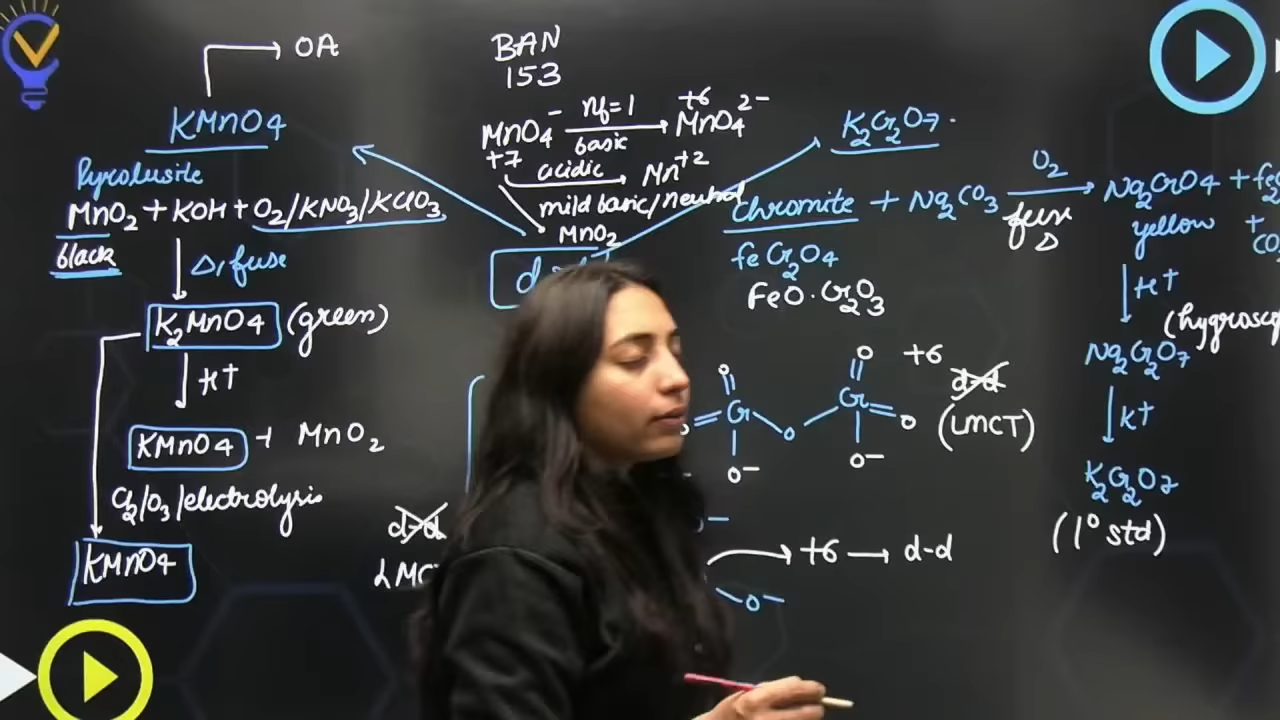 OA
KMnO4
Pyrolusite
MnO2 + KOH + O2/KNO3/KClO3
black
Δ, fuse
K2MnO4 (green)
H+
KMnO4 + MnO2
Cl2/O3/electrolysis
KMnO4
BAN
153
MnO4- nf=1 +6 MnO4 2-
+7 basic
acidic Mn+2
mild basic/neutral
MnO2
K2Cr2O7.
Chromite + Na2CO3 O2 Na2CrO4 +
fuse Δ yellow +
FeCr2O4
FeO.Cr2O3
H+
Na2Cr2O7
K+
K2Cr2O7
(1° std)
O O +6 d-d
Cr Cr O (LMCT)
O
O- O-
d-d
+6 → d-d
O-